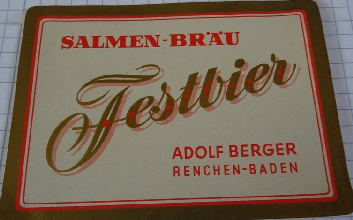 SALMEN-BRÄU
Festbier
ADOLF BERGER
RENCHEN-BADEN